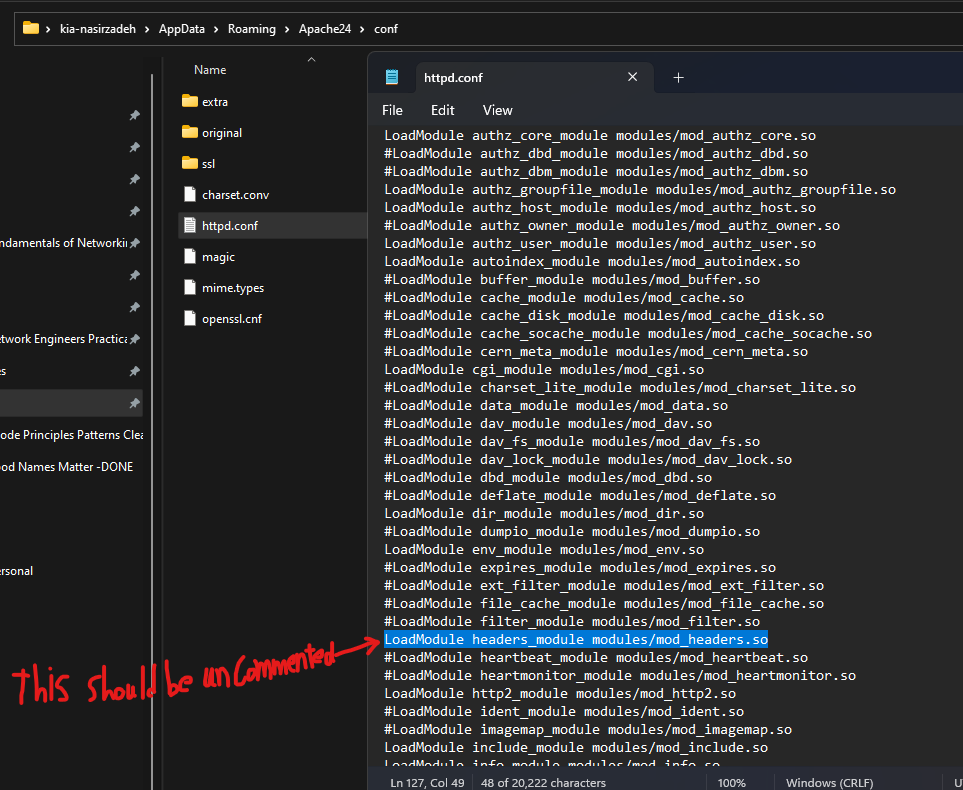 kia-nasirzadeh > AppData > Roaming > Apache24 > conf
Name
extra
original
ssl
charset.conv
httpd.conf
magic
mime.types
openssl.cnf
ndamentals of Networkin
twork Engineers Practica
es
ode Principles Patterns Clea
ood Names Matter -DONE
ersonal
httpd.conf
File Edit View
LoadModule authz_core_module modules/mod_authz_core.so
#LoadModule authz_dbd_module modules/mod_authz_dbd.so
#LoadModule authz_dbm_module modules/mod_authz_dbm.so
LoadModule authz_groupfile_module modules/mod_authz_groupfile.so
LoadModule authz_host_module modules/mod_authz_host.so
#LoadModule authz_owner_module modules/mod_authz_owner.so
LoadModule authz_user_module modules/mod_authz_user.so
LoadModule autoindex_module modules/mod_autoindex.so
#LoadModule buffer_module modules/mod_buffer.so
#LoadModule cache_module modules/mod_cache.so
#LoadModule cache_disk_module modules/mod_cache_disk.so
#LoadModule cache_socache_module modules/mod_cache_socache.so
#LoadModule cern_meta_module modules/mod_cern_meta.so
LoadModule cgi_module modules/mod_cgi.so
#LoadModule charset_lite_module modules/mod_charset_lite.so
#LoadModule data_module modules/mod_data.so
#LoadModule dav_module modules/mod_dav.so
#LoadModule dav_fs_module modules/mod_dav_fs.so
#LoadModule dav_lock_module modules/mod_dav_lock.so
#LoadModule dbd_module modules/mod_dbd.so
#LoadModule deflate_module modules/mod_deflate.so
LoadModule dir_module modules/mod_dir.so
#LoadModule dumpio_module modules/mod_dumpio.so
LoadModule env_module modules/mod_env.so
#LoadModule expires_module modules/mod_expires.so
#LoadModule ext_filter_module modules/mod_ext_filter.so
#LoadModule file_cache_module modules/mod_file_cache.so
#LoadModule filter_module modules/mod_filter.so
LoadModule headers_module modules/mod_headers.so
#LoadModule heartbeat_module modules/mod_heartbeat.so
#LoadModule heartmonitor_module modules/mod_heartmonitor.so
LoadModule http2_module modules/mod_http2.so
#LoadModule ident_module modules/mod_ident.so
#LoadModule imagemap_module modules/mod_imagemap.so
LoadModule include_module modules/mod_include.so
LoadModule info_module modules/mod_info.so
This should be uncommented
Ln 127, Col 49 48 of 20,222 characters 100% Windows (CRLF) U